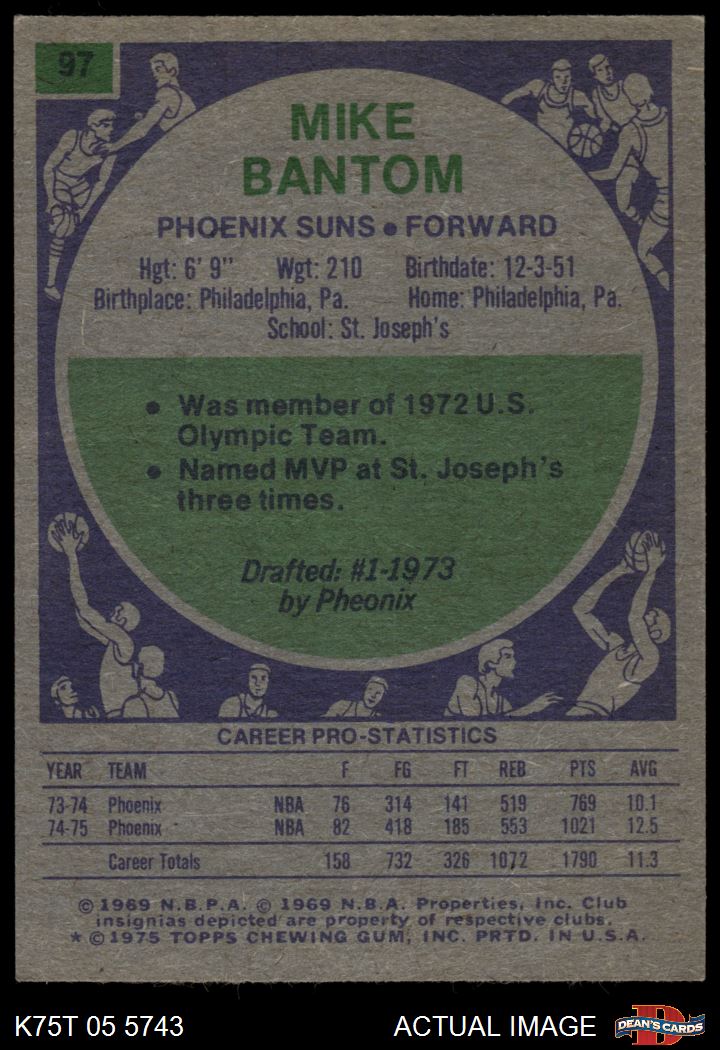 97
MIKE
BANTOM
PHOENIX SUNS • FORWARD
Hgt: 6' 9" Wgt: 210 Birthdate: 12-3-51
Birthplace: Philadelphia, Pa. Home: Philadelphia, Pa.
School: St. Joseph's
• Was member of 1972 U.S.
Olympic Team.
• Named MVP at St. Joseph's
three times.
Drafted: #1-1973
by Pheonix
CAREER PRO-STATISTICS
YEAR TEAM F FG FT REB PTS AVG
73-74 Phoenix NBA 76 314 141 519 769 10.1
74-75 Phoenix NBA 82 418 185 553 1021 12.5
Career Totals 158 732 326 1072 1790 11.3
© 1969 N.B.P.A. © 1969 N.B.A. Properties, Inc. Club
insignias depicted are property of respective clubs.
* © 1975 TOPPS CHEWING GUM, INC. PRTD. IN U.S.A.
K75T 05 5743 ACTUAL IMAGE D DEAN'S CARDS